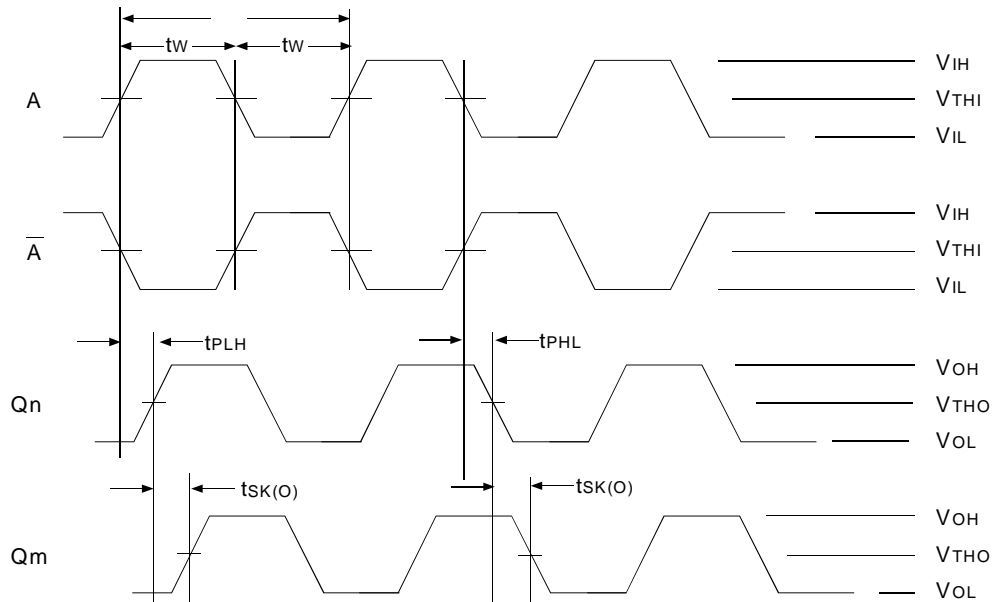 tW tW
A
VIH
VTHI
VIL
A
VIH
VTHI
VIL
tPLH tPHL
Qn
VOH
VTHO
VOL
tSK(O) tSK(O)
Qm
VOH
VTHO
VOL